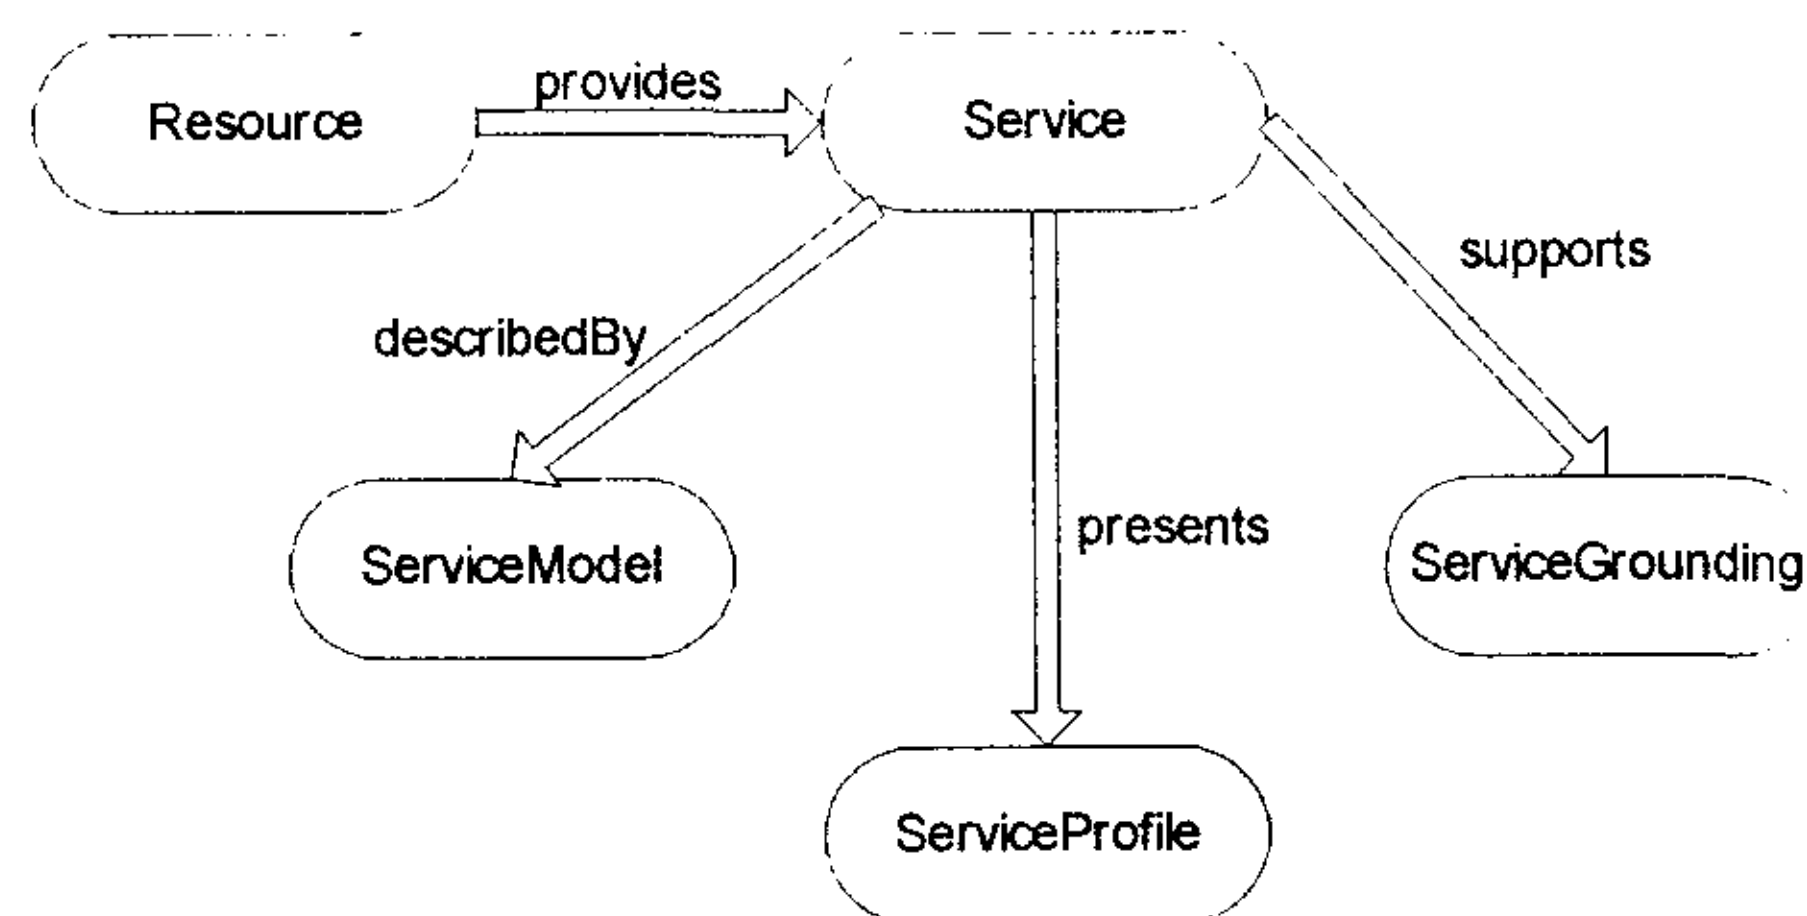 provides
Resource
Service
supports
describedBy
presents
ServiceModel
ServiceGrounding
ServiceProfile